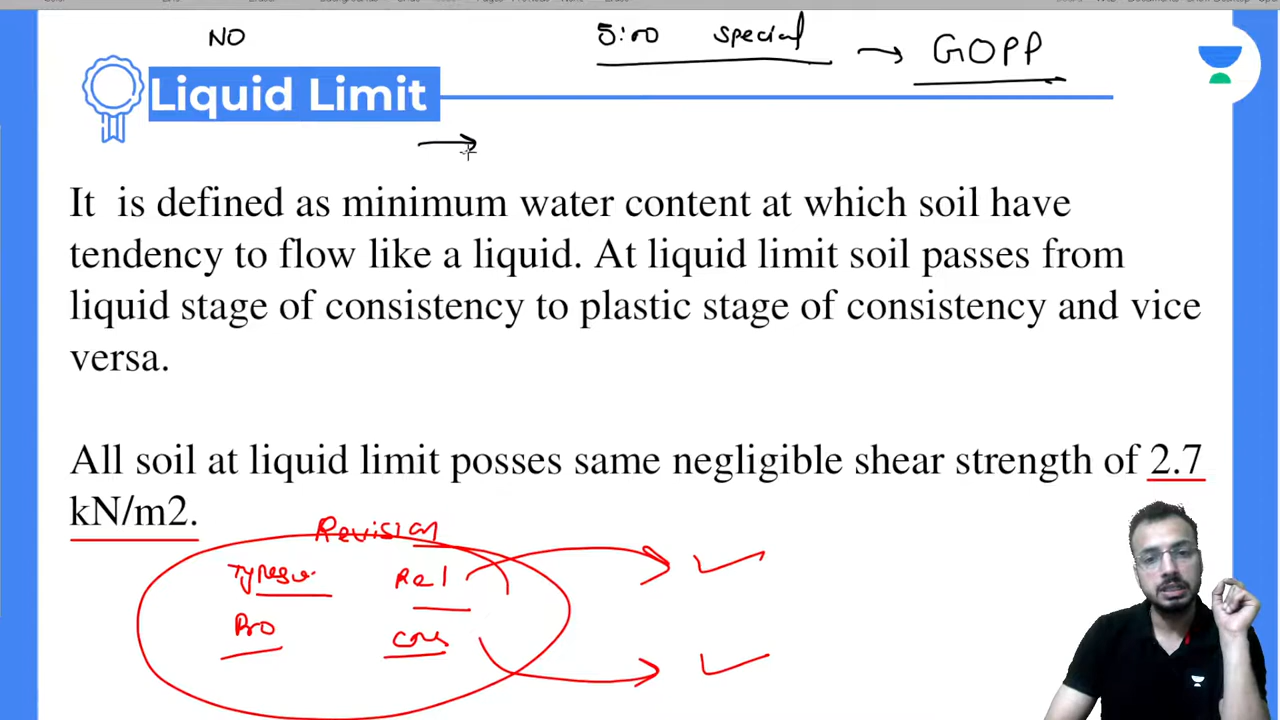 NO
5:00 special → GOPP
Liquid Limit
It is defined as minimum water content at which soil have
tendency to flow like a liquid. At liquid limit soil passes from
liquid stage of consistency to plastic stage of consistency and vice
versa.
All soil at liquid limit posses same negligible shear strength of 2.7
kN/m2.
Revision
Rel
Pro